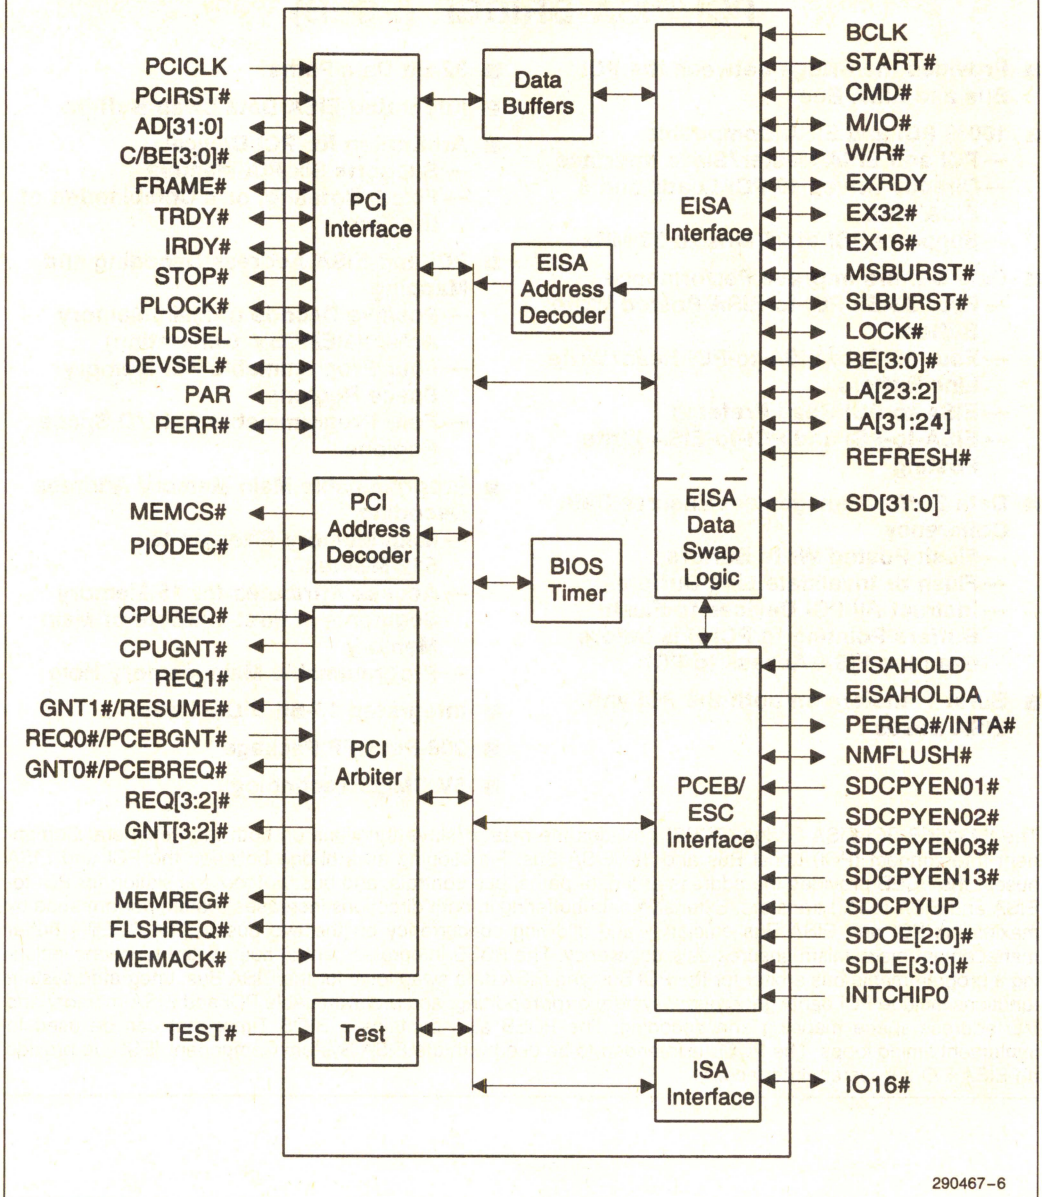 PCICLK
PCIRST#
AD[31:0]
C/BE[3:0]#
FRAME#
TRDY#
IRDY#
STOP#
PLOCK#
IDSEL
DEVSEL#
PAR
PERR#
MEMCS#
PIODEC#
CPUREQ#
CPUGNT#
REQ1#
GNT1#/RESUME#
REQ0#/PCEBGNT#
GNT0#/PCEBREQ#
REQ[3:2]#
GNT[3:2]#
MEMREG#
FLSHREQ#
MEMACK#
TEST#
PCI
Interface
PCI
Address
Decoder
PCI
Arbiter
Test
Data
Buffers
EISA
Address
Decoder
BIOS
Timer
EISA
Interface
EISA
Data
Swap
Logic
PCEB/
ESC
Interface
ISA
Interface
BCLK
START#
CMD#
M/IO#
W/R#
EXRDY
EX32#
EX16#
MSBURST#
SLBURST#
LOCK#
BE[3:0]#
LA[23:2]
LA[31:24]
REFRESH#
SD[31:0]
EISAHOLD
EISAHOLDA
PEREQ#/INTA#
NMFLUSH#
SDCPYEN01#
SDCPYEN02#
SDCPYEN03#
SDCPYEN13#
SDCPYUP
SDOE[2:0]#
SDLE[3:0]#
INTCHIP0
IO16#
290467-6